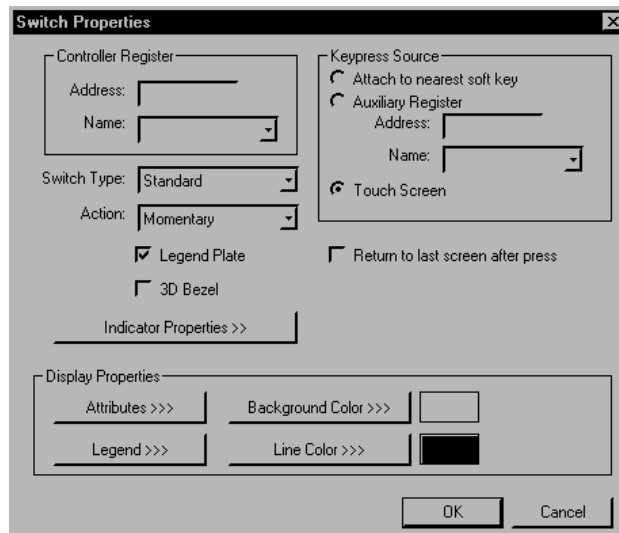 Switch Properties
Controller Register
Address:
Name:
Switch Type: Standard
Action: Momentary
Legend Plate
3D Bezel
Indicator Properties >>
Keypress Source
Attach to nearest soft key
Auxiliary Register
Address:
Name:
Touch Screen
Return to last screen after press
Display Properties
Attributes >>> Background Color >>>
Legend >>> Line Color >>>
OK Cancel